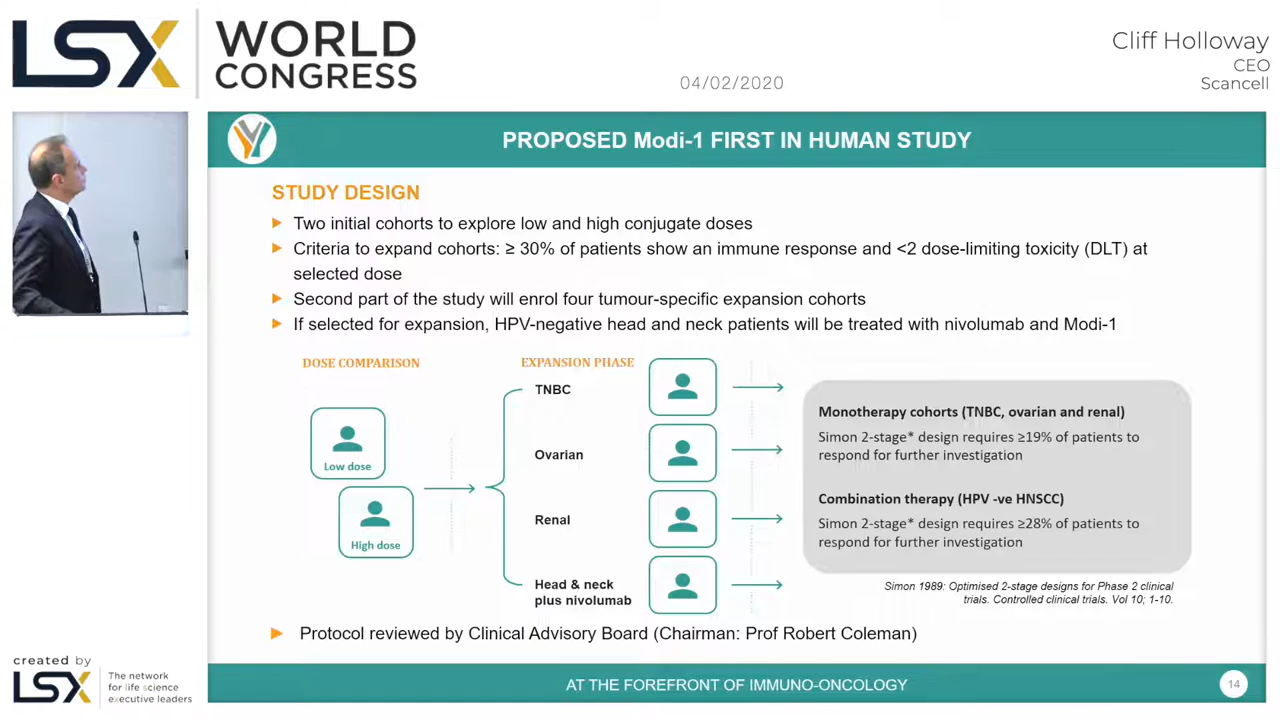 LSX WORLD CONGRESS
04/02/2020
Cliff Holloway
CEO
Scancell
PROPOSED Modi-1 FIRST IN HUMAN STUDY
STUDY DESIGN
Two initial cohorts to explore low and high conjugate doses
Criteria to expand cohorts: ≥ 30% of patients show an immune response and <2 dose-limiting toxicity (DLT) at
selected dose
Second part of the study will enrol four tumour-specific expansion cohorts
If selected for expansion, HPV-negative head and neck patients will be treated with nivolumab and Modi-1
DOSE COMPARISON
Low dose
High dose
EXPANSION PHASE
TNBC
Ovarian
Renal
Head & neck
plus nivolumab
Monotherapy cohorts (TNBC, ovarian and renal)
Simon 2-stage* design requires ≥19% of patients to
respond for further investigation
Combination therapy (HPV -ve HNSCC)
Simon 2-stage* design requires ≥28% of patients to
respond for further investigation
Simon 1989: Optimised 2-stage designs for Phase 2 clinical
trials. Controlled clinical trials. Vol 10; 1-10.
Protocol reviewed by Clinical Advisory Board (Chairman: Prof Robert Coleman)
created by
LSX
The network
for life science
executive leaders
AT THE FOREFRONT OF IMMUNO-ONCOLOGY
14